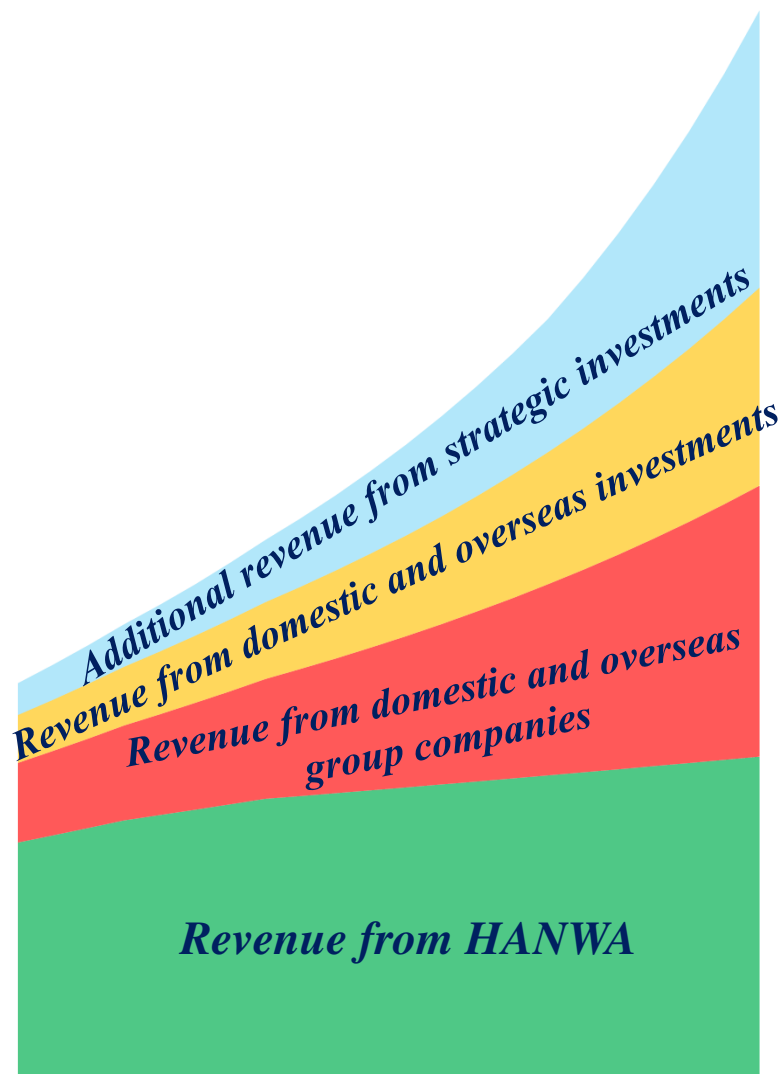 Additional revenue from strategic investments
Revenue from domestic and overseas investments
Revenue from domestic and overseas
group companies
Revenue from HANWA